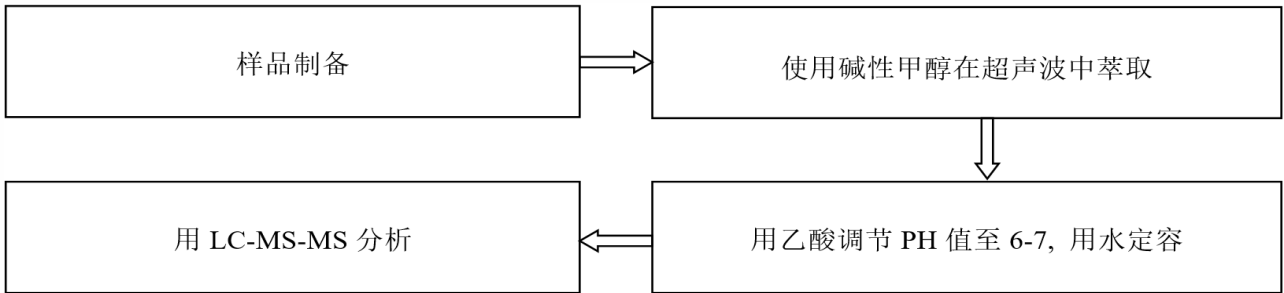 样品制备
使用碱性甲醇在超声波中萃取
用乙酸调节 PH 值至 6-7, 用水定容
用 LC-MS-MS 分析